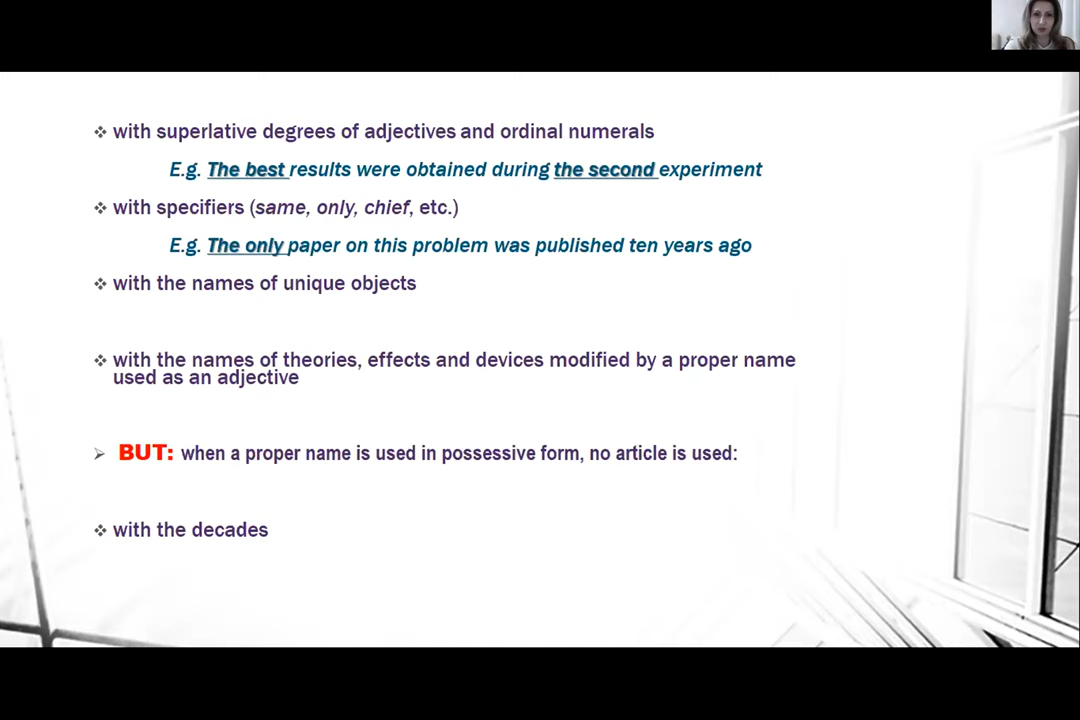 with superlative degrees of adjectives and ordinal numerals
E.g. The best results were obtained during the second experiment
with specifiers (same, only, chief, etc.)
E.g. The only paper on this problem was published ten years ago
with the names of unique objects
with the names of theories, effects and devices modified by a proper name
used as an adjective
BUT: when a proper name is used in possessive form, no article is used:
with the decades